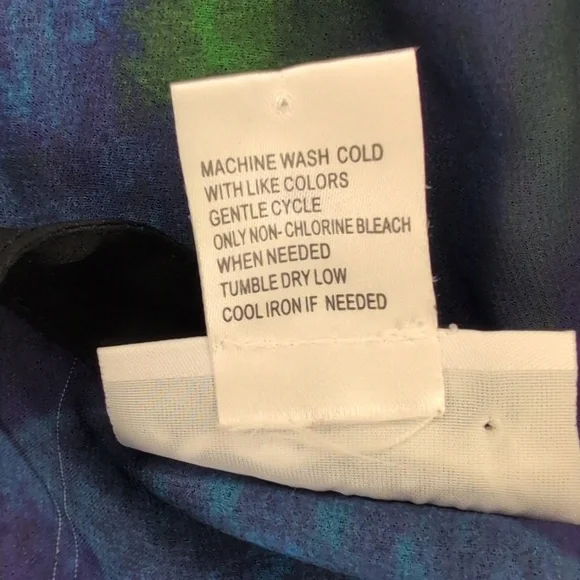 MACHINE WASH COLD
WITH LIKE COLORS
GENTLE CYCLE
ONLY NON-CHLORINE BLEACH
WHEN NEEDED
TUMBLE DRY LOW
COOL IRON IF NEEDED